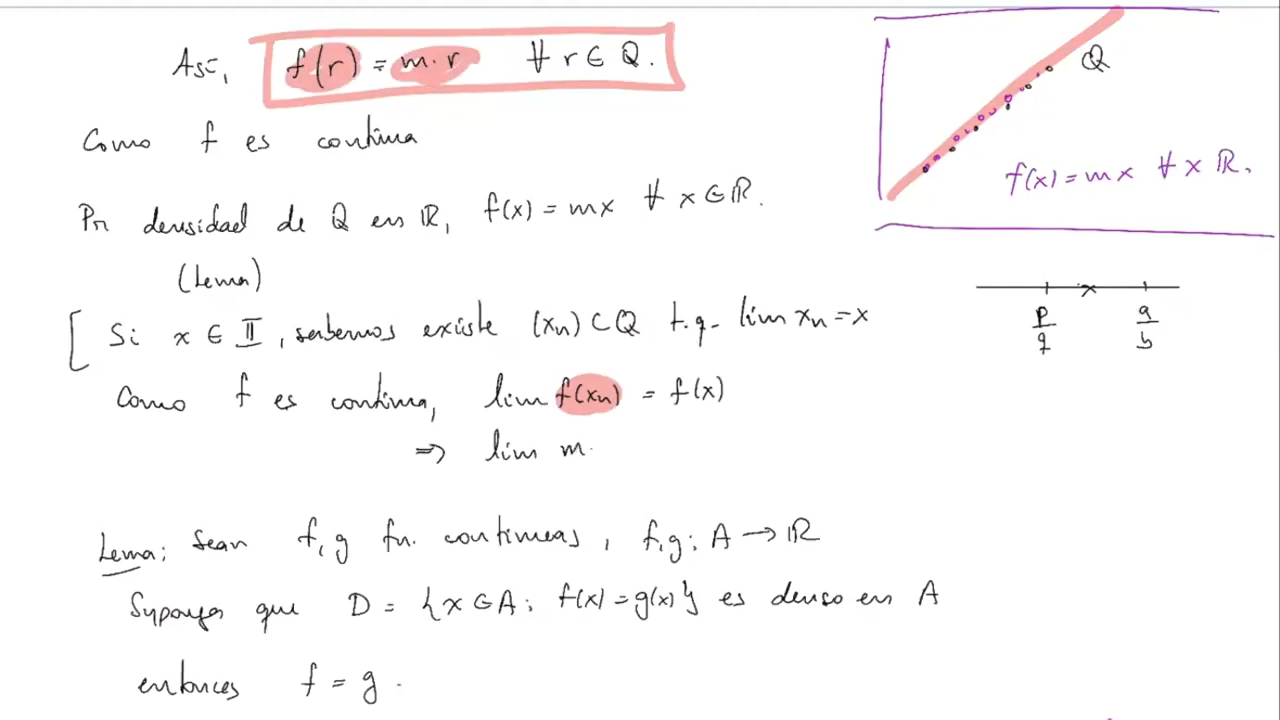 Así, f(r) = m·r ∀ r ∈ Q.
Como f es continua
Por densidad de Q en ℝ, f(x) = mx ∀ x ∈ ℝ.
(Lema)
[ Si x ∈ 𝕀, sabemos existe (xn) ⊂ Q t.q. lim xn = x
Como f es continua, lim f(xn) = f(x)
⇒ lim m
Lema: Sean f, g fn. continuas, f, g: A → ℝ
Suponga que D = {x ∈ A; f(x) = g(x)} es denso en A
entonces f = g.
Q
f(x) = mx ∀ x ℝ.
x
p/q a/b